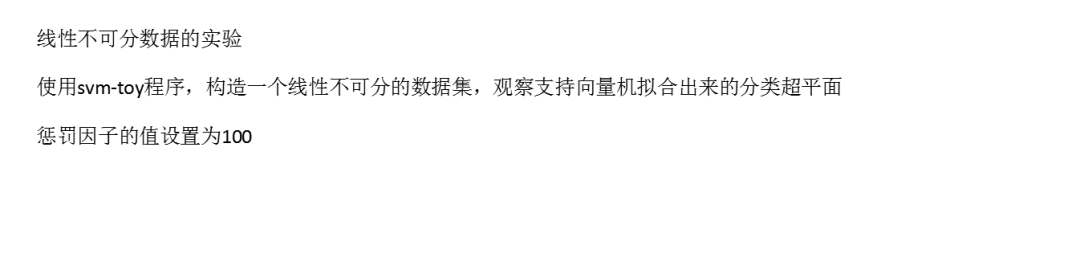 线性不可分数据的实验
使用svm-toy程序，构造一个线性不可分的数据集，观察支持向量机拟合出来的分类超平面
惩罚因子的值设置为100